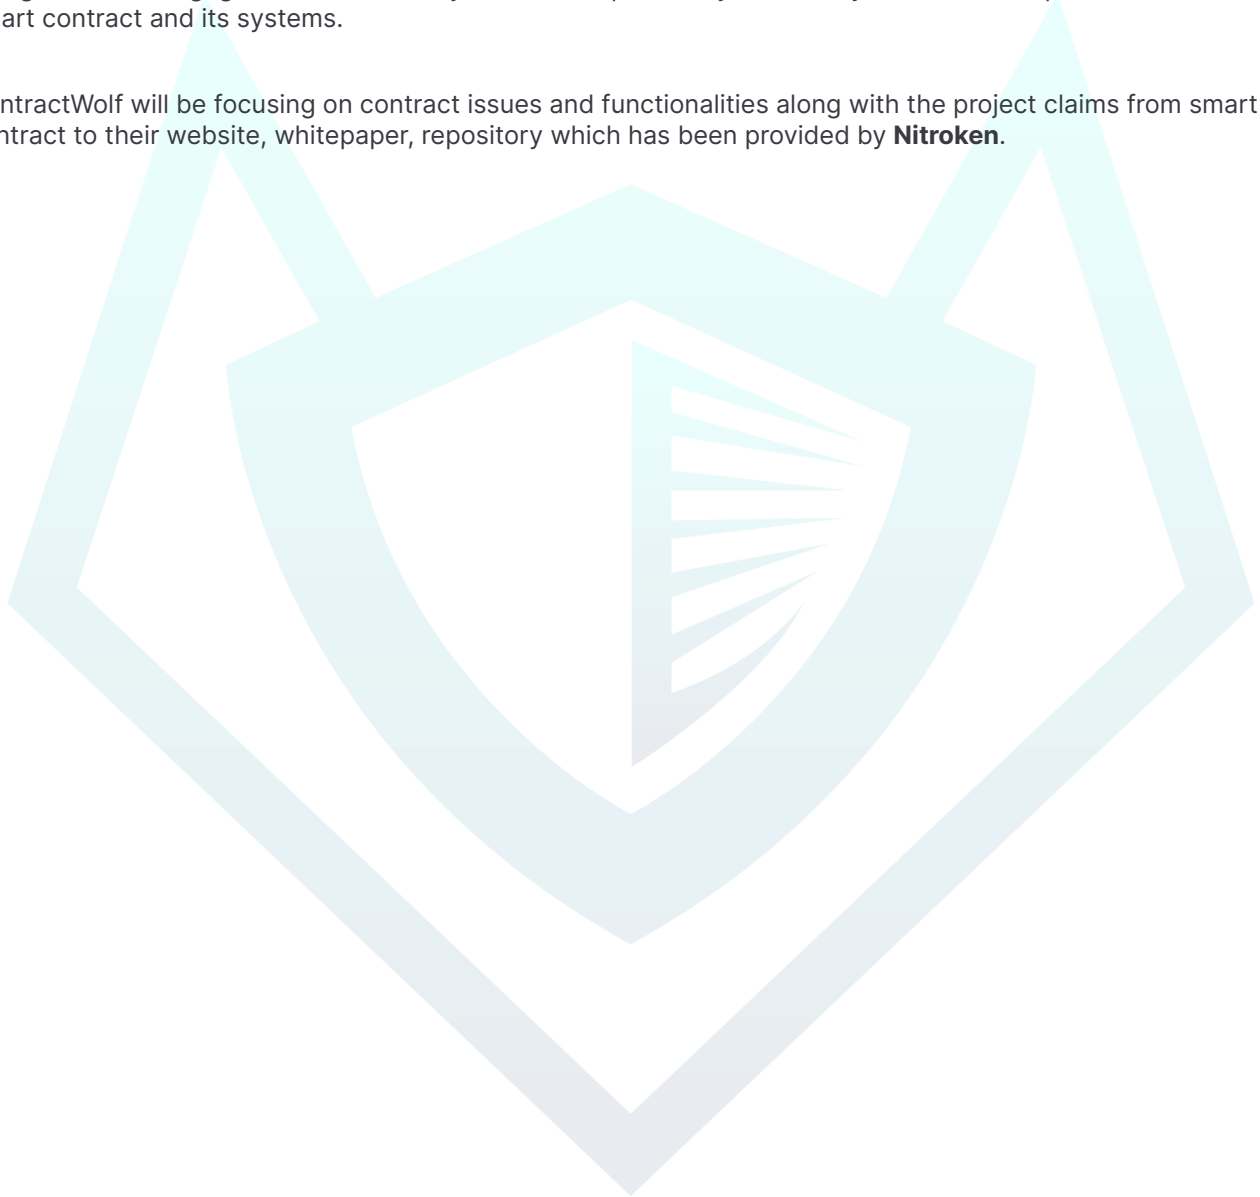 art contract and its systems.
ntractWolf will be focusing on contract issues and functionalities along with the project claims from smart
ntract to their website, whitepaper, repository which has been provided by Nitroken.